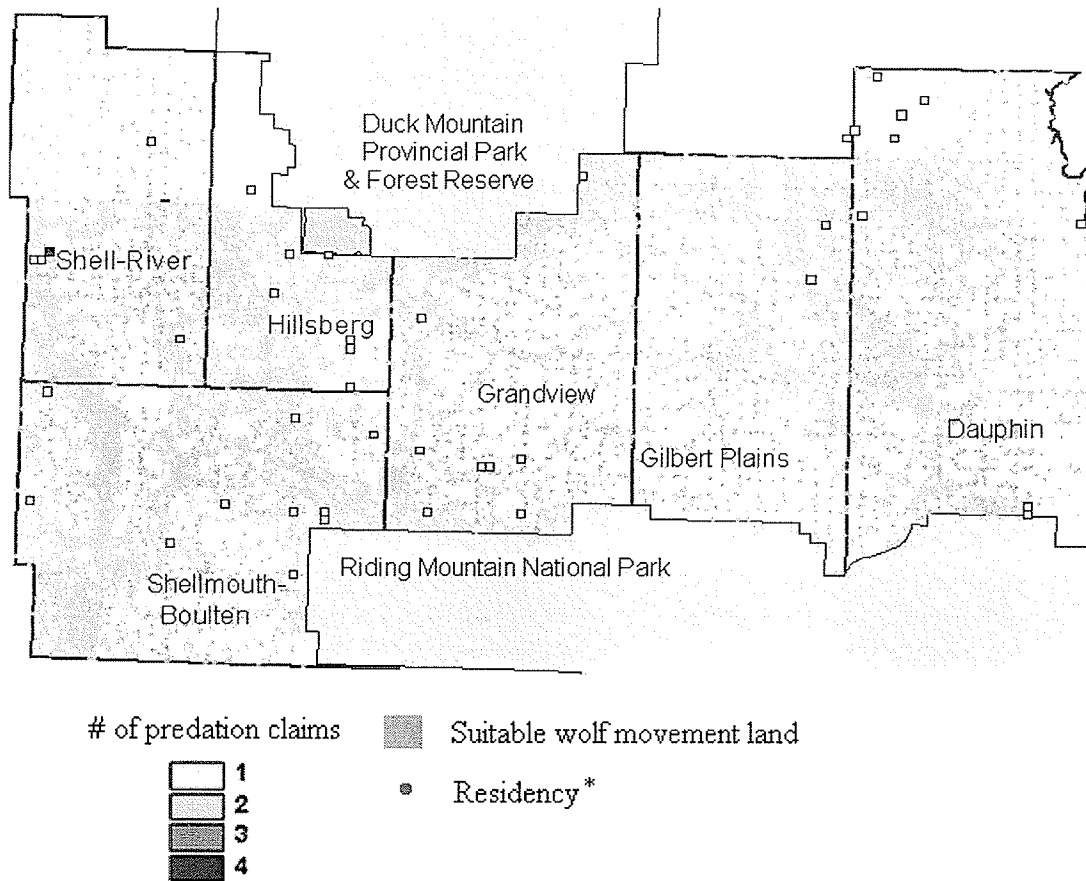 Duck Mountain
Provincial Park
& Forest Reserve
Shell-River
Hillsberg
Grandview
Gilbert Plains
Dauphin
Shellmouth-
Boulten
Riding Mountain National Park
# of predation claims
1
2
3
4
Suitable wolf movement land
Residency*